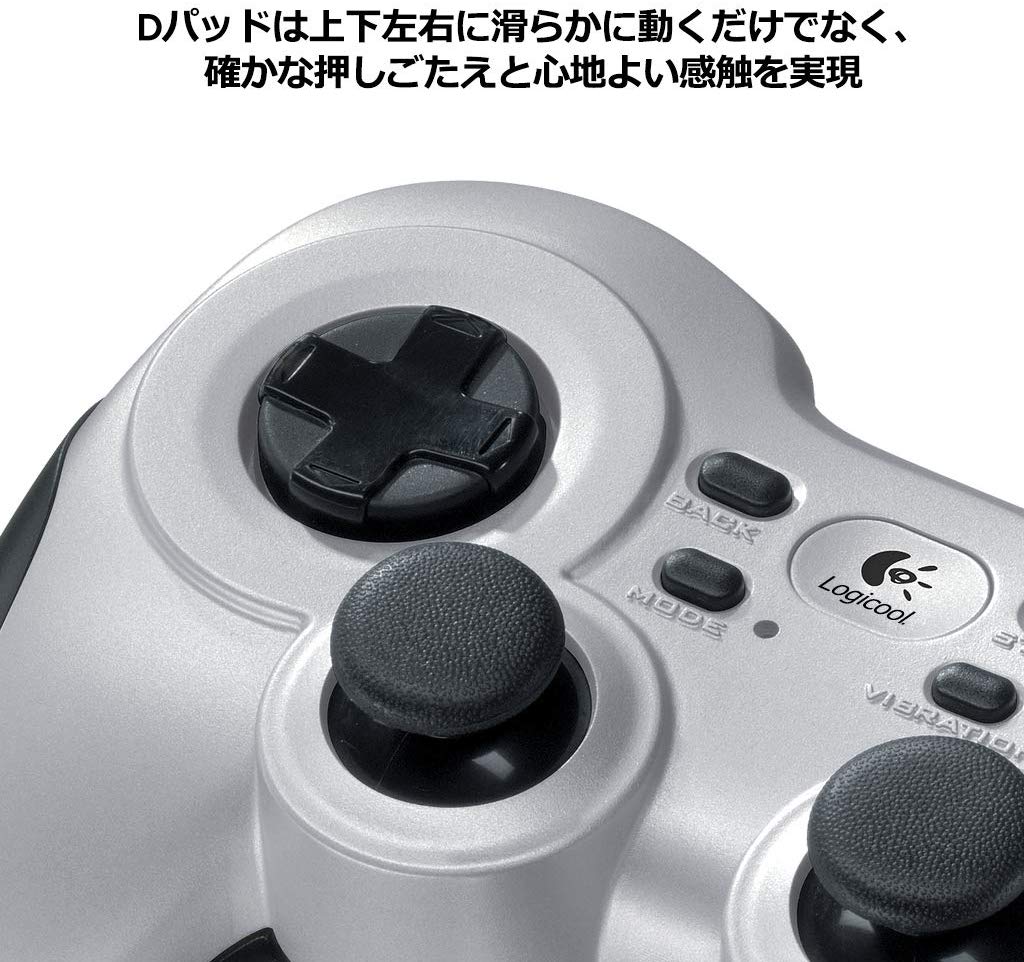 Dパッドは上下左右に滑らかに動くだけでなく、
確かな押しごたえと心地よい感触を実現
BACK
MODE
Logicool.
VIBRATION